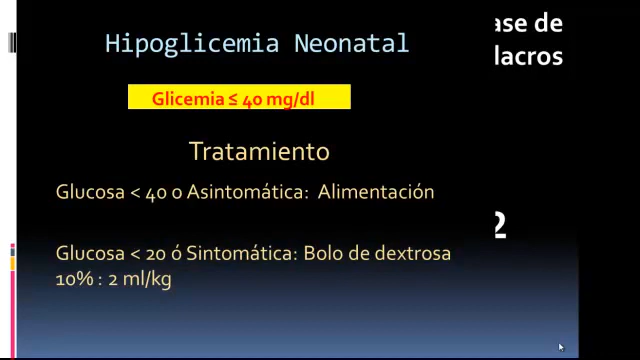 Hipoglicemia Neonatal
Glicemia ≤ 40 mg/dl
Tratamiento
Glucosa < 40 o Asintomática: Alimentación
Glucosa < 20 ó Sintomática: Bolo de dextrosa
10% : 2 ml/kg
ase de
lacros
2